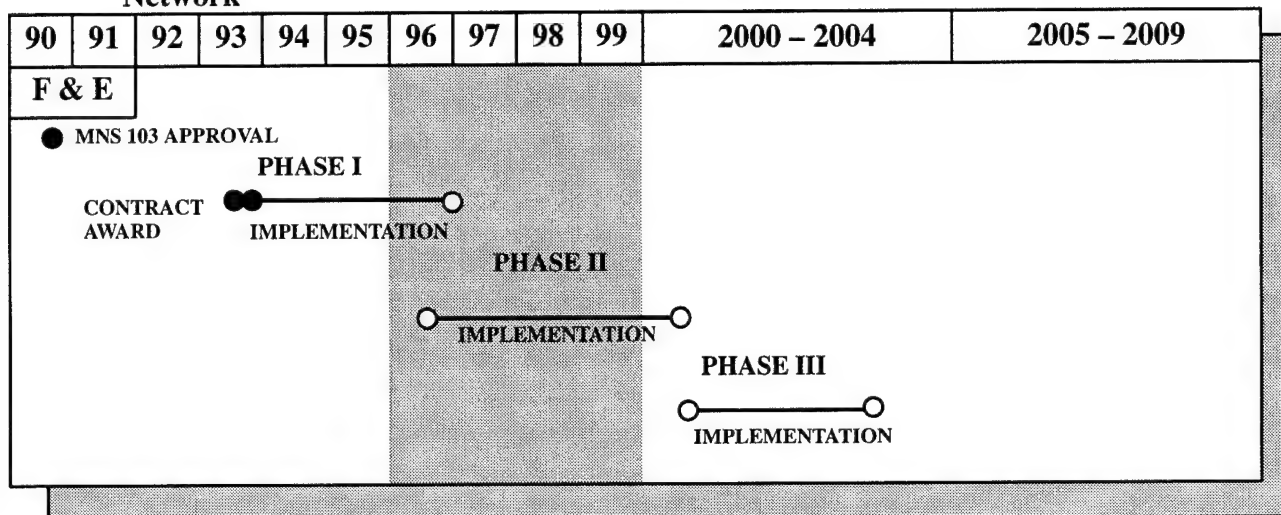 Network
90 91 92 93 94 95 96 97 98 99 2000 – 2004 2005 – 2009
F & E
MNS 103 APPROVAL
PHASE I
CONTRACT
AWARD IMPLEMENTATION
PHASE II
IMPLEMENTATION
PHASE III
IMPLEMENTATION